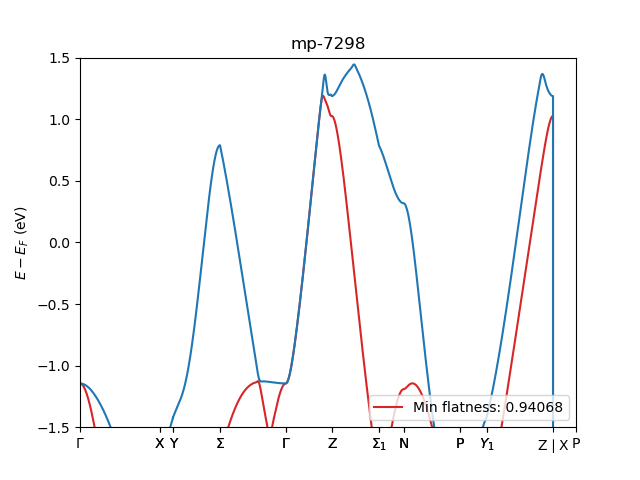 mp-7298
E − E_F (eV)
1.5
1.0
0.5
0.0
−0.5
−1.0
−1.5
Min flatness: 0.94068
Γ X Y Σ Γ Z Σ₁ N P Y₁ Z | X P